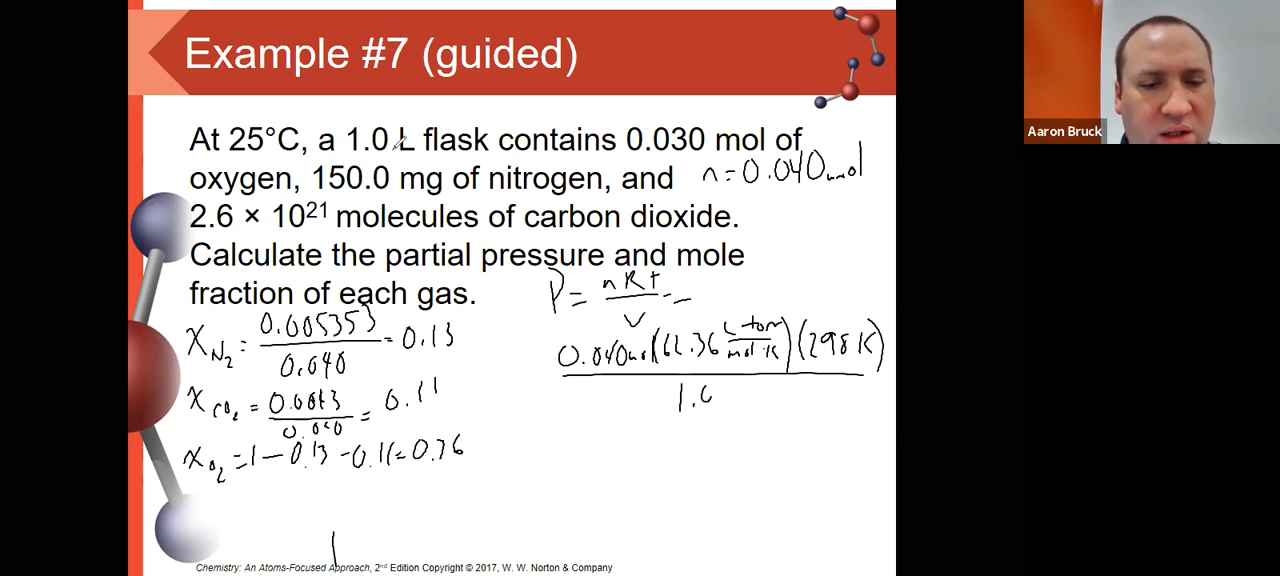 Example #7 (guided)
At 25°C, a 1.0 L flask contains 0.030 mol of
oxygen, 150.0 mg of nitrogen, and
n = 0.040 mol
2.6 × 10²¹ molecules of carbon dioxide.
Calculate the partial pressure and mole
fraction of each gas.
P = nRT / V
X N₂ = 0.005353 / 0.040 = 0.13
0.040 mol (62.36 L torr / mol·K) (298 K)
1.0
X CO₂ = 0.0043 / 0.040 = 0.11
X O₂ = 1 - 0.13 - 0.11 = 0.76
Chemistry: An Atoms-Focused Approach, 2nd Edition Copyright © 2017, W. W. Norton & Company
Aaron Bruck